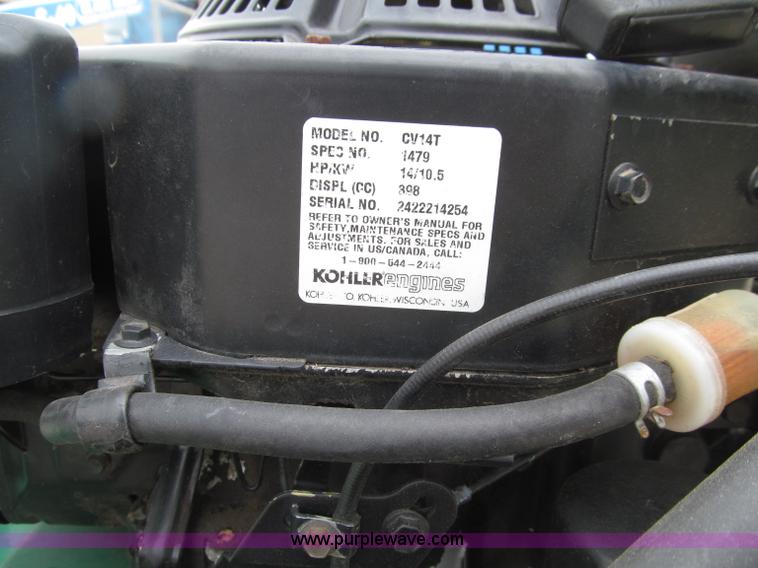 MODEL NO. CV14T
SPEC NO. 1479
HP/KW 14/10.5
DISPL (CC) 398
SERIAL NO. 2422214254
REFER TO OWNER'S MANUAL FOR
SAFETY, MAINTENANCE SPECS AND
ADJUSTMENTS. FOR SALES AND
SERVICE IN US/CANADA, CALL:
1-800-544-2444
KOHLER engines
KOHLER CO. KOHLER, WISCONSIN USA
www.purplewave.com